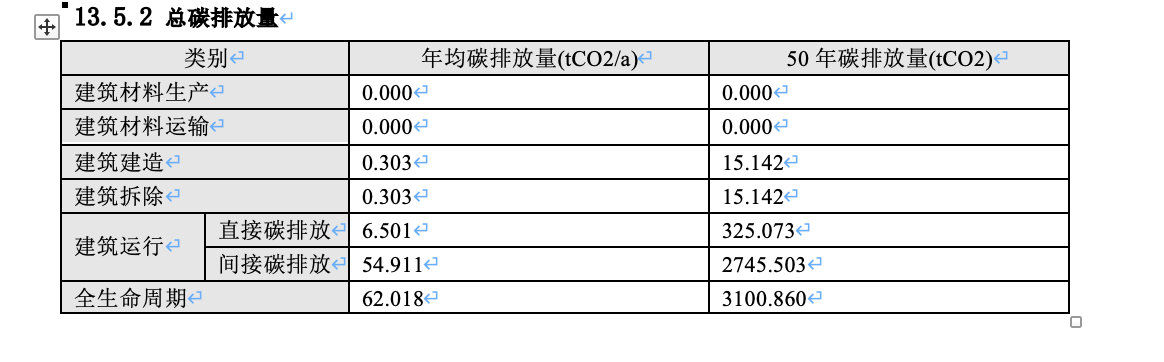 13.5.2 总碳排放量
类别 年均碳排放量(tCO2/a) 50 年碳排放量(tCO2)
建筑材料生产 0.000 0.000
建筑材料运输 0.000 0.000
建筑建造 0.303 15.142
建筑拆除 0.303 15.142
建筑运行 直接碳排放 6.501 325.073
间接碳排放 54.911 2745.503
全生命周期 62.018 3100.860